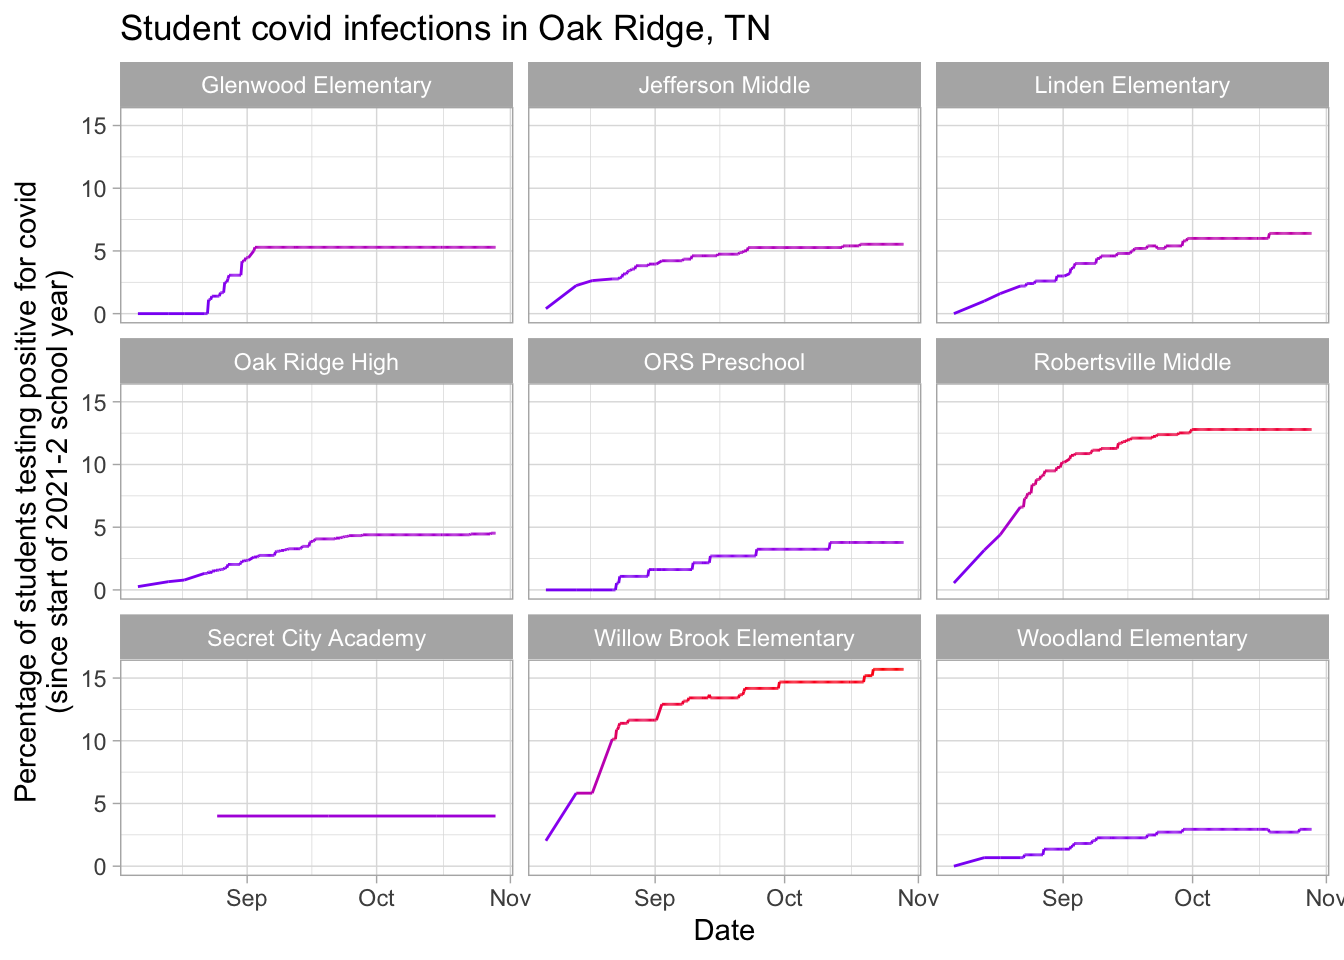 Student covid infections in Oak Ridge, TN
Percentage of students testing positive for covid
(since start of 2021-2 school year)
Glenwood Elementary
Jefferson Middle
Linden Elementary
15
10
5
0
Oak Ridge High
ORS Preschool
Robertsville Middle
15
10
5
0
Secret City Academy
Willow Brook Elementary
Woodland Elementary
15
10
5
0
Sep Oct Nov Sep Oct Nov Sep Oct Nov
Date